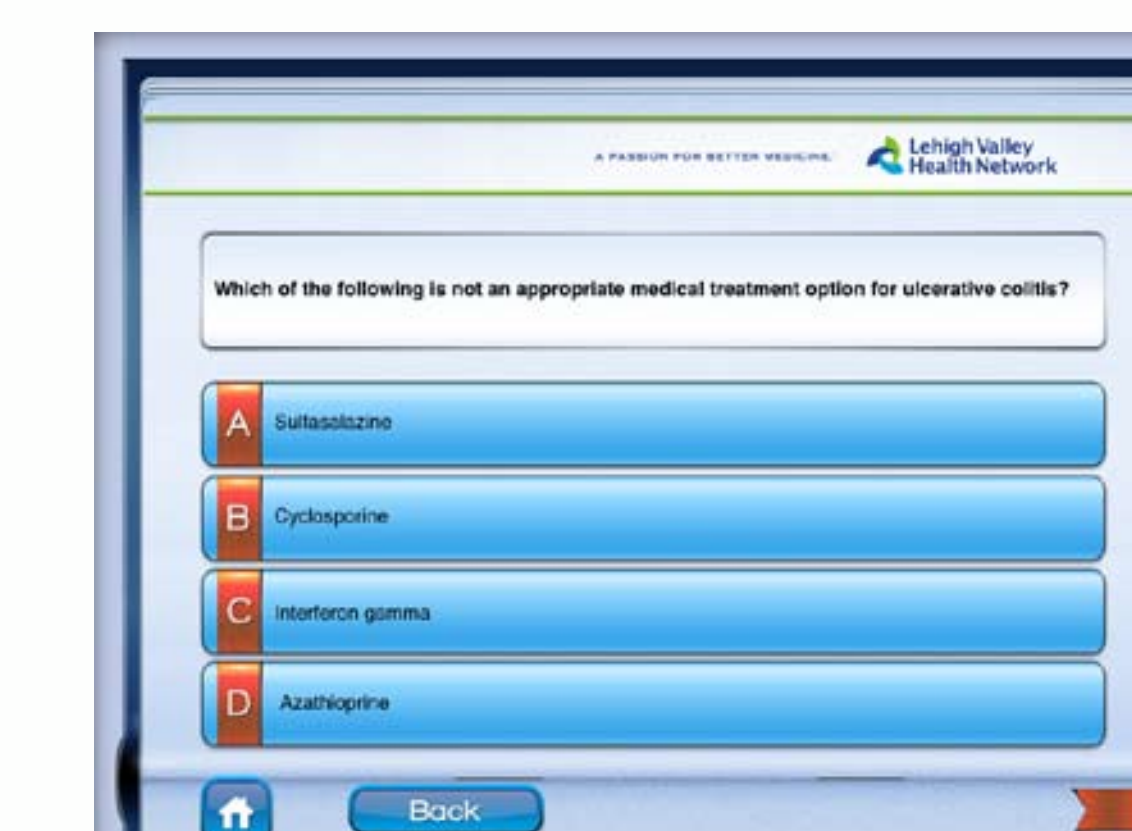 A PASSION FOR BETTER MEDICINE.
Lehigh Valley
Health Network
Which of the following is not an appropriate medical treatment option for ulcerative colitis?
A Sulfasalazine
B Cyclosporine
C Interferon gamma
D Azathioprine
Back